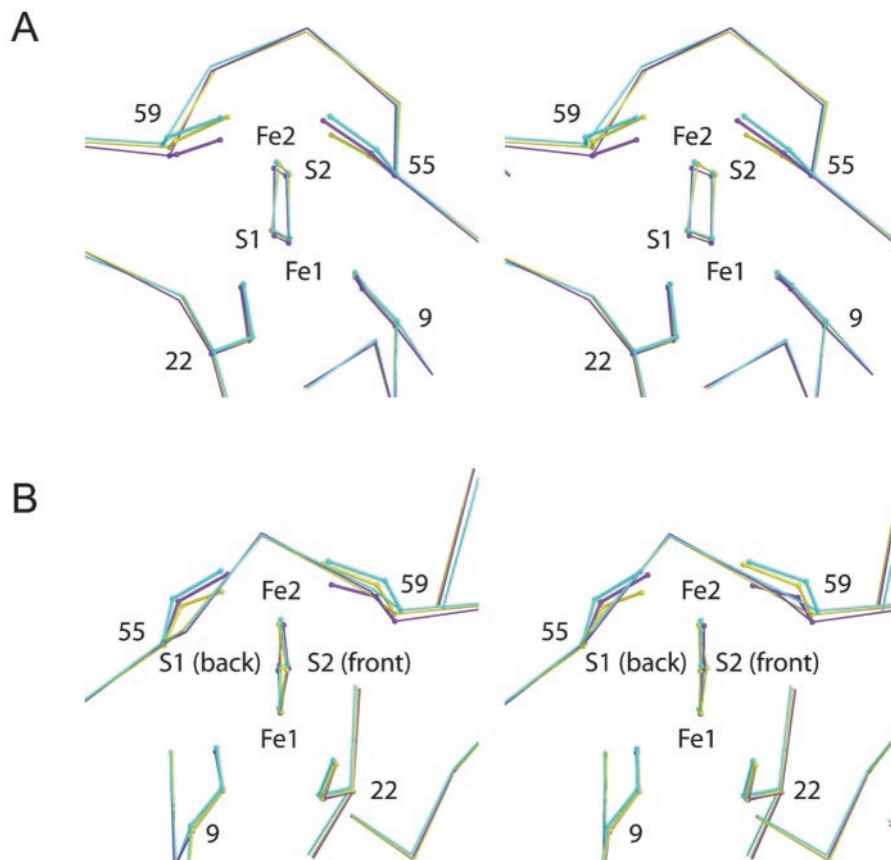 A
59 59
Fe2 Fe2
S2 S2
55 55
S1 S1
Fe1 Fe1
9 9
22 22
B
59 59
Fe2 Fe2
55 55
S1 (back) S2 (front) S1 (back) S2 (front)
Fe1 Fe1
22 22
9 9